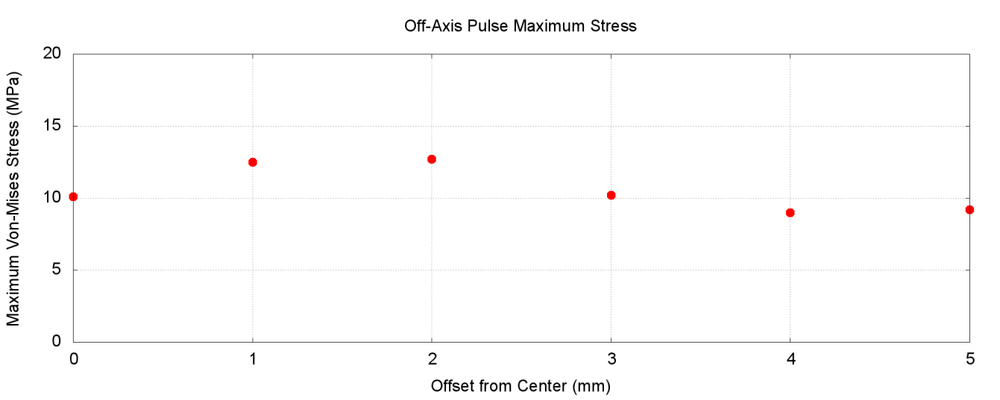 Off-Axis Pulse Maximum Stress
Maximum Von-Mises Stress (MPa)
20
15
10
5
0
0 1 2 3 4 5
Offset from Center (mm)